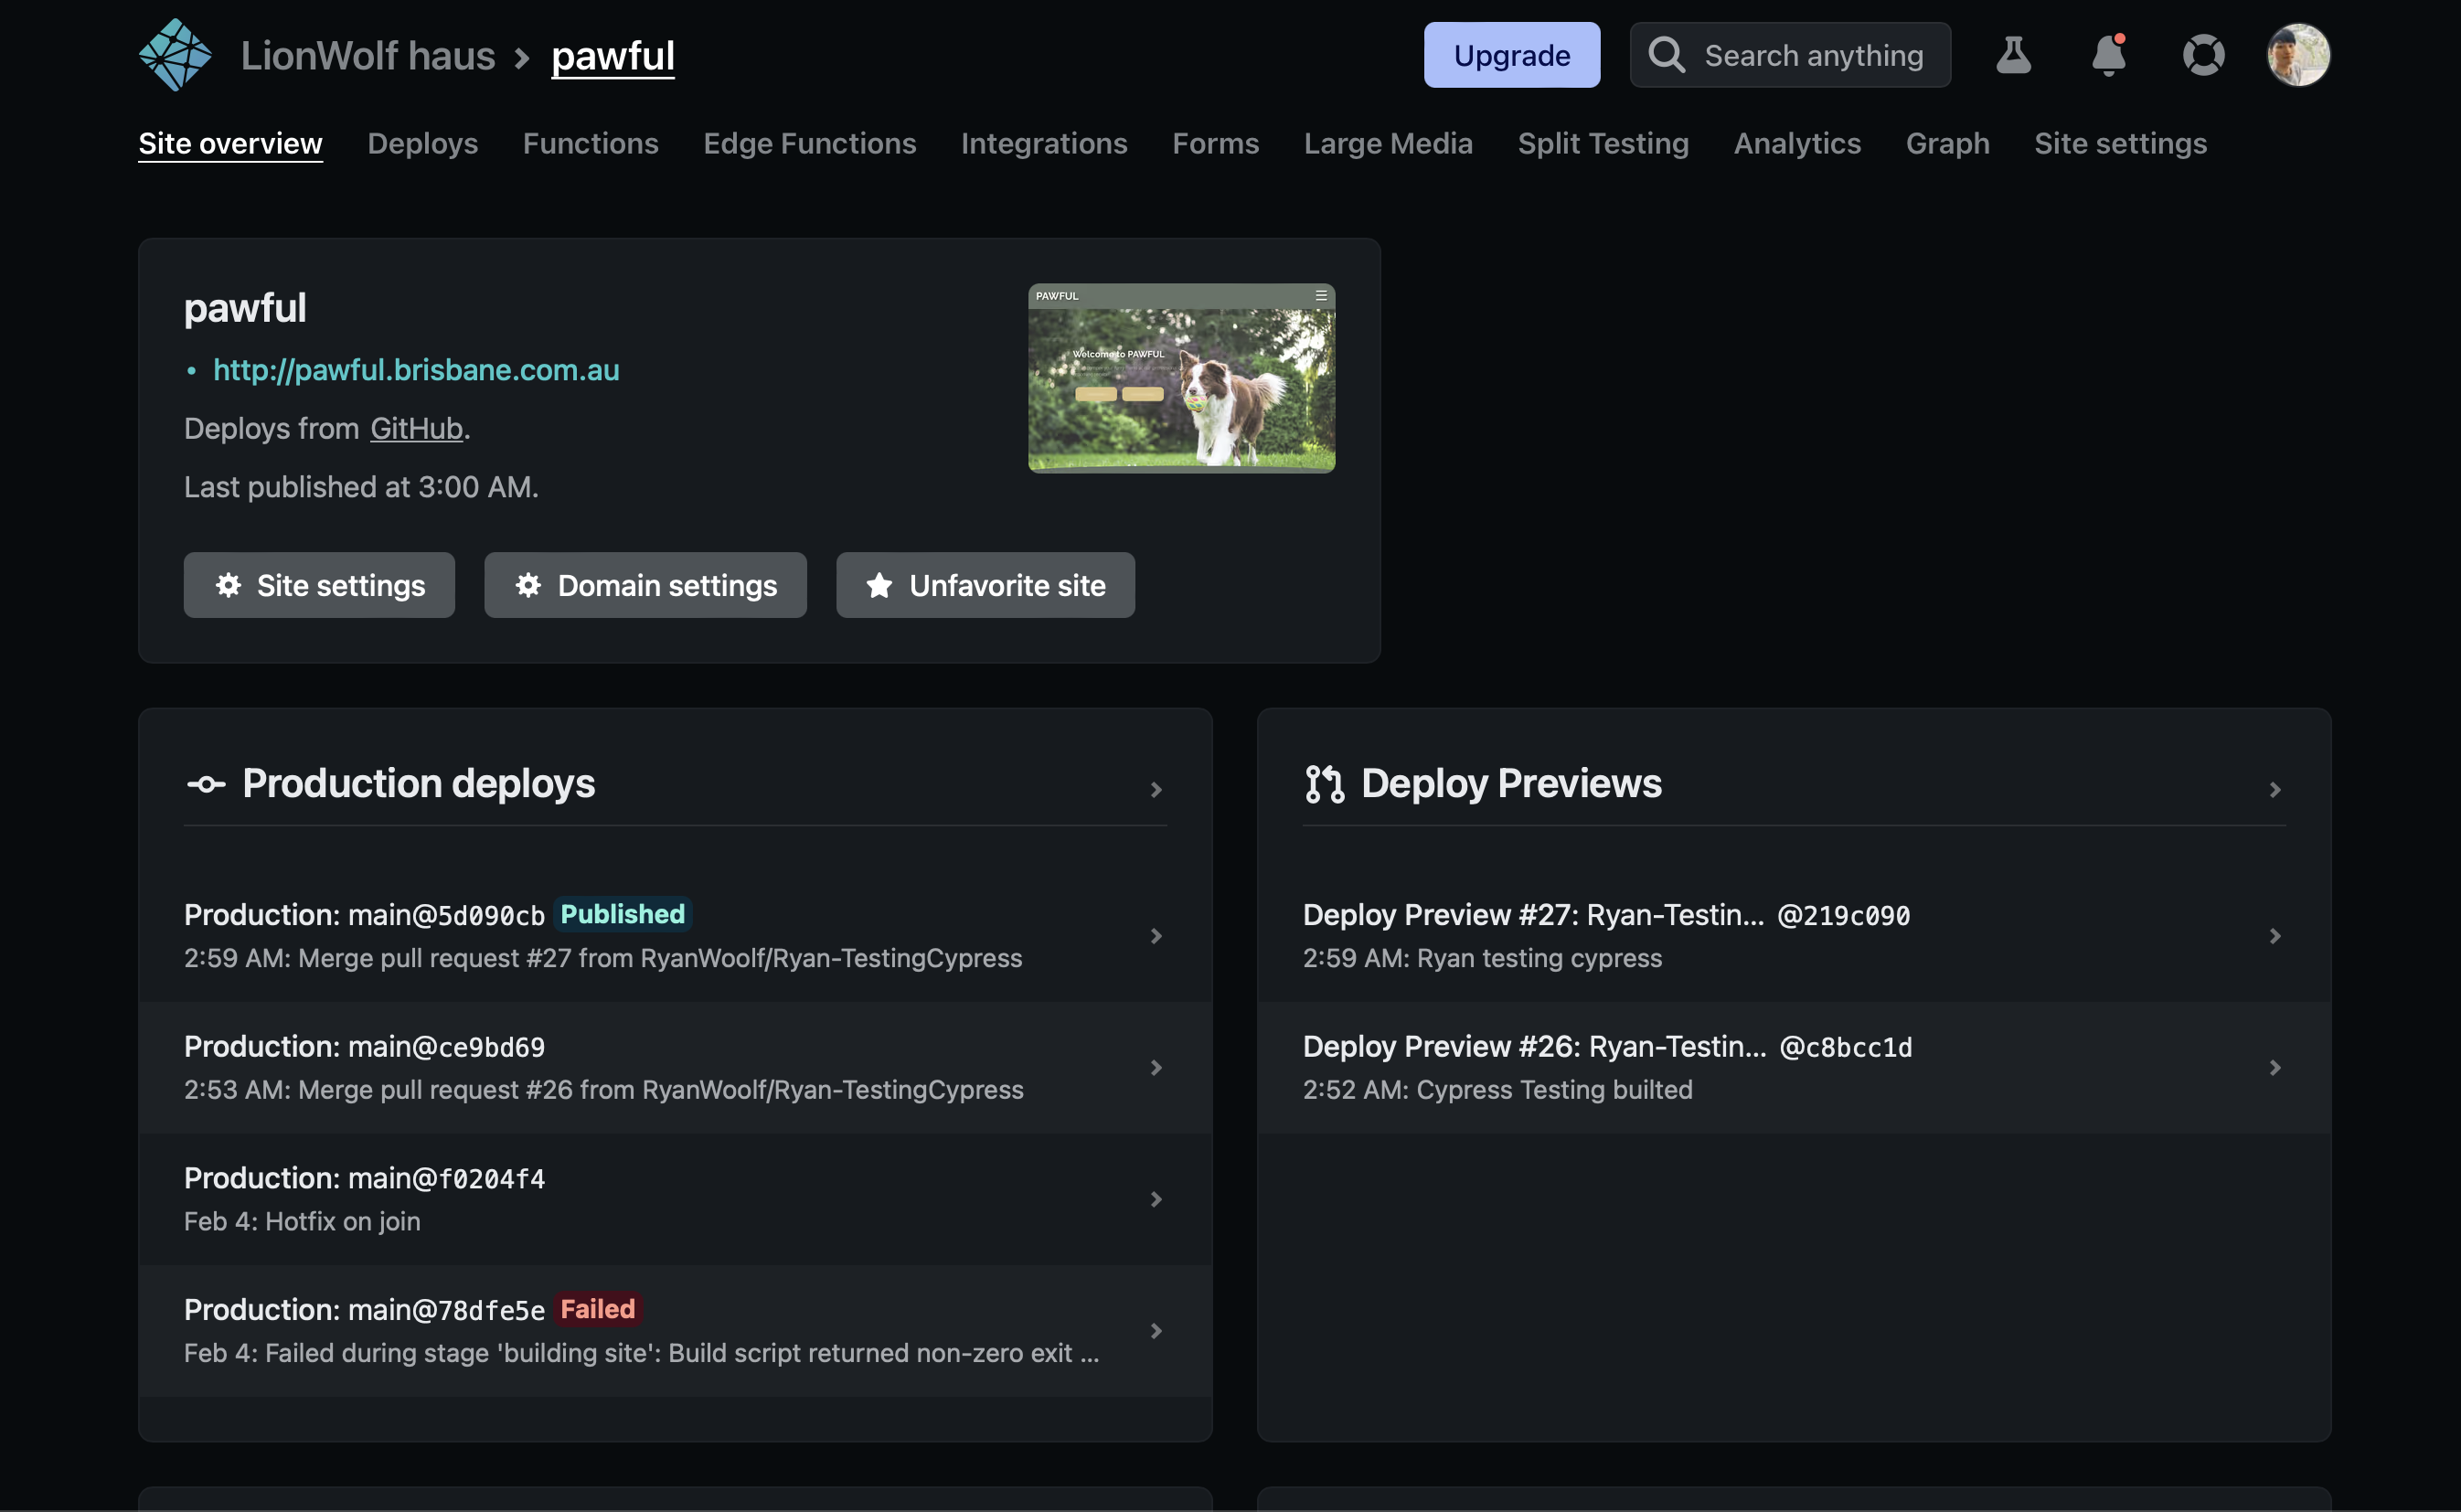 LionWolf haus > pawful
Upgrade
Search anything
Site overview Deploys Functions Edge Functions Integrations Forms Large Media Split Testing Analytics Graph Site settings
pawful
• http://pawful.brisbane.com.au
Deploys from GitHub.
Last published at 3:00 AM.
PAWFUL
Welcome to PAWFUL
Site settings
Domain settings
Unfavorite site
Production deploys
Production: main@5d090cb Published
2:59 AM: Merge pull request #27 from RyanWoolf/Ryan-TestingCypress
Production: main@ce9bd69
2:53 AM: Merge pull request #26 from RyanWoolf/Ryan-TestingCypress
Production: main@f0204f4
Feb 4: Hotfix on join
Production: main@78dfe5e Failed
Feb 4: Failed during stage 'building site': Build script returned non-zero exit ...
Deploy Previews
Deploy Preview #27: Ryan-Testin... @219c090
2:59 AM: Ryan testing cypress
Deploy Preview #26: Ryan-Testin... @c8bcc1d
2:52 AM: Cypress Testing builted